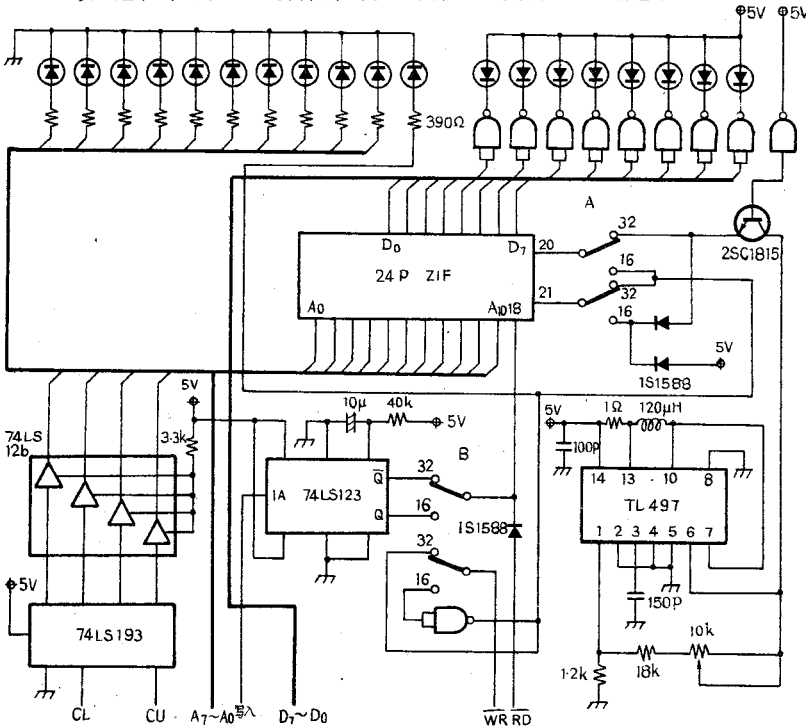 5V
5V
390Ω
A
D0
D7
24P ZIF
20
32
2SC1815
16
21
32
A0
A10 18
16
5V
1S1588
5V
10μ
40k
5V
B
5V
1Ω
120μH
100p
74LS
126
3.3k
1A
74LS123
Q̅
Q
32
16
1S1588
14
13
10
8
TL497
1
2
3
4
5
6
7
32
16
150p
5V
74LS193
10k
18k
1.2k
CL
CU
A7~A0
写入
D7~D0
W̅R̅
R̅D̅